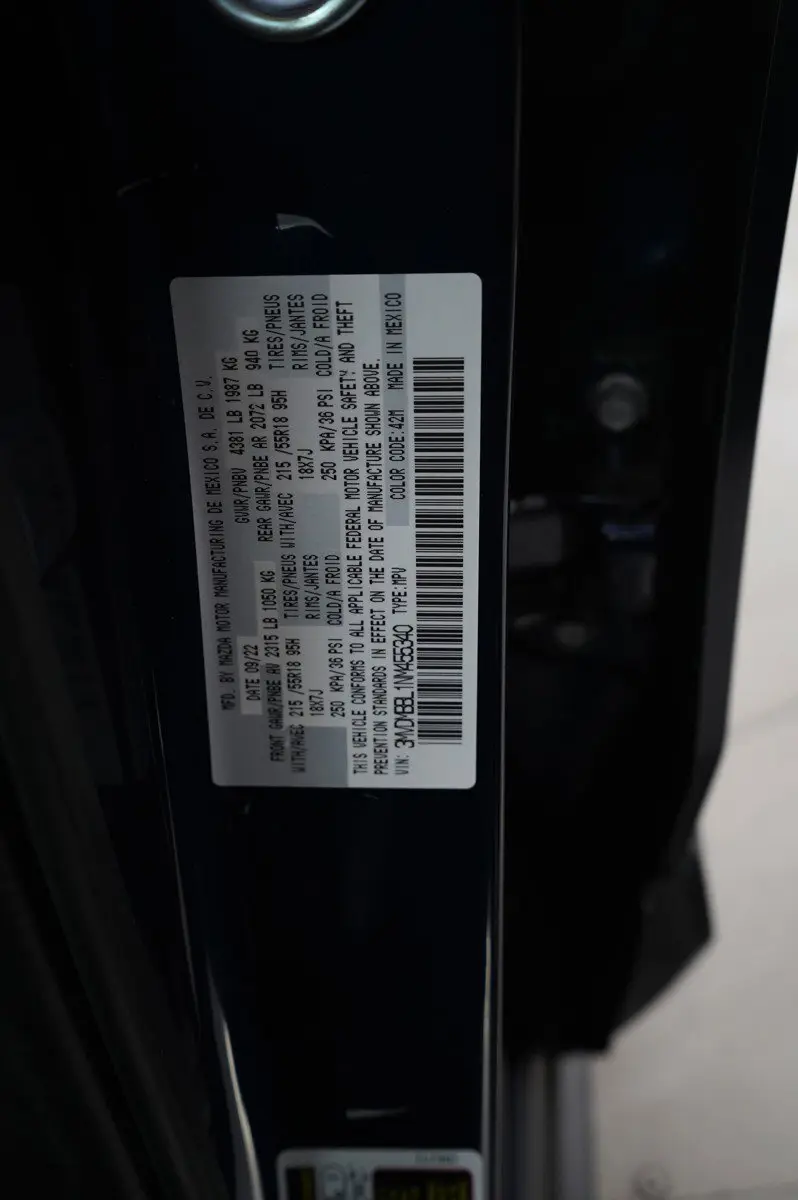 MFD. BY MAZDA MOTOR MANUFACTURING DE MEXICO S.A. DE C.V.
DATE 09/22 GVWR/PNBV 4381 LB 1987 KG
FRONT GAWR/PNBE AV 2315 LB 1050 KG REAR GAWR/PNBE AR 2072 LB 940 KG
WITH/AVEC 215 /55R18 95H TIRES/PNEUS WITH/AVEC 215 /55R18 95H TIRES/PNEUS
18X7J RIMS/JANTES 18X7J RIMS/JANTES
250 KPA/36 PSI COLD/A FROID 250 KPA/36 PSI COLD/A FROID
THIS VEHICLE CONFORMS TO ALL APPLICABLE FEDERAL MOTOR VEHICLE SAFETY AND THEFT
PREVENTION STANDARDS IN EFFECT ON THE DATE OF MANUFACTURE SHOWN ABOVE.
VIN: 3MVDMBBL1NM455340 TYPE:MPV COLOR CODE:42M MADE IN MEXICO